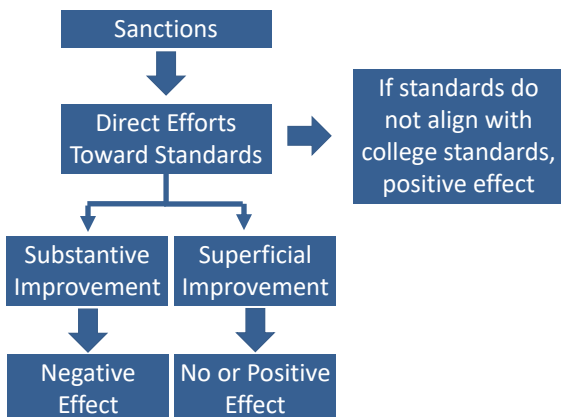 Sanctions
Direct Efforts
Toward Standards
If standards do
not align with
college standards,
positive effect
Substantive
Improvement
Superficial
Improvement
Negative
Effect
No or Positive
Effect